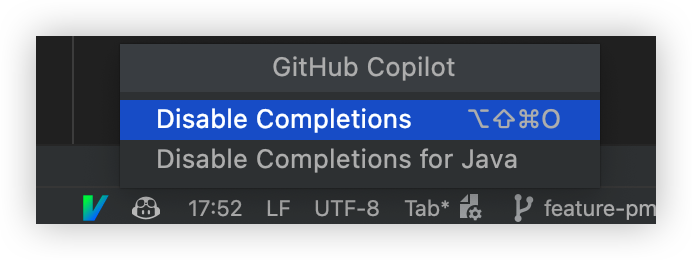 GitHub Copilot
Disable Completions ⌥⇧⌘O
Disable Completions for Java
17:52 LF UTF-8 Tab* feature-pm